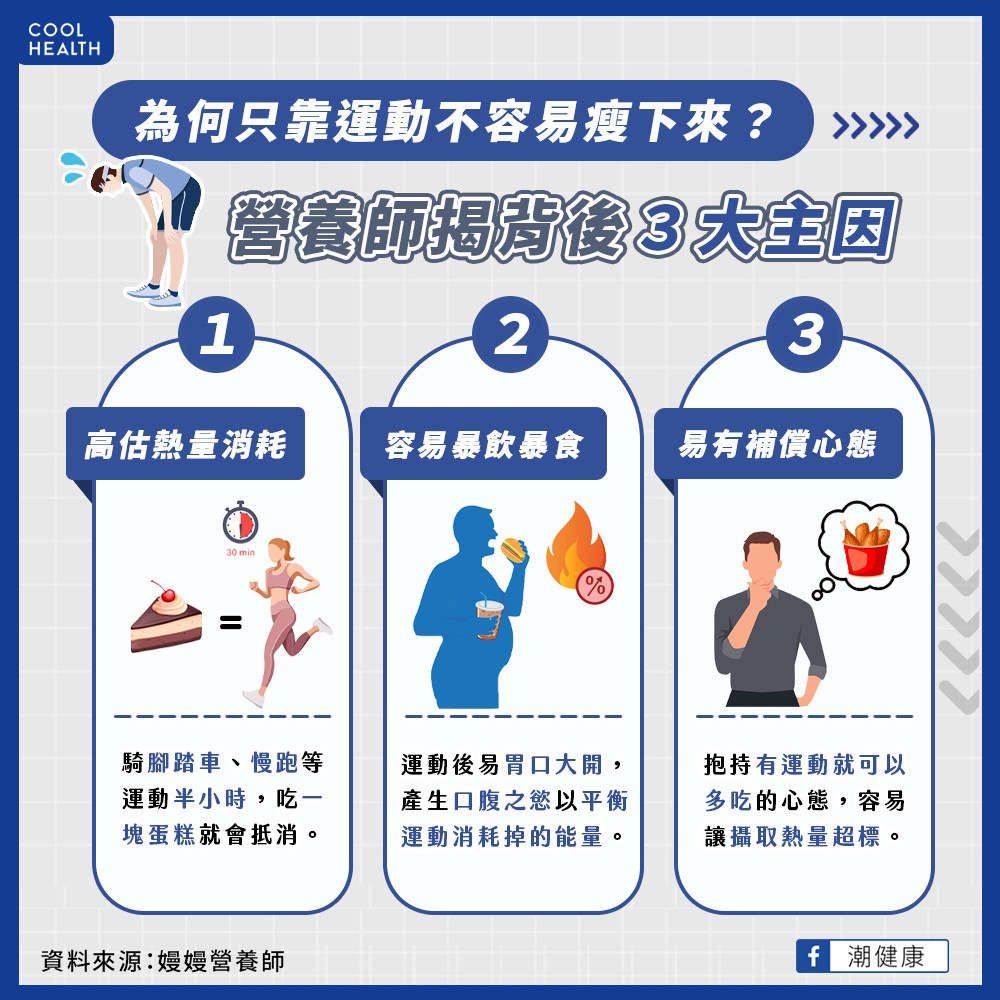 COOL
HEALTH
為何只靠運動不容易瘦下來？
營養師揭背後3大主因
1
高估熱量消耗
30 min
=
騎腳踏車、慢跑等
運動半小時，吃一
塊蛋糕就會抵消。
2
容易暴飲暴食
%
運動後易胃口大開，
產生口腹之慾以平衡
運動消耗掉的能量。
3
易有補償心態
抱持有運動就可以
多吃的心態，容易
讓攝取熱量超標。
資料來源：嫚嫚營養師
f 潮健康